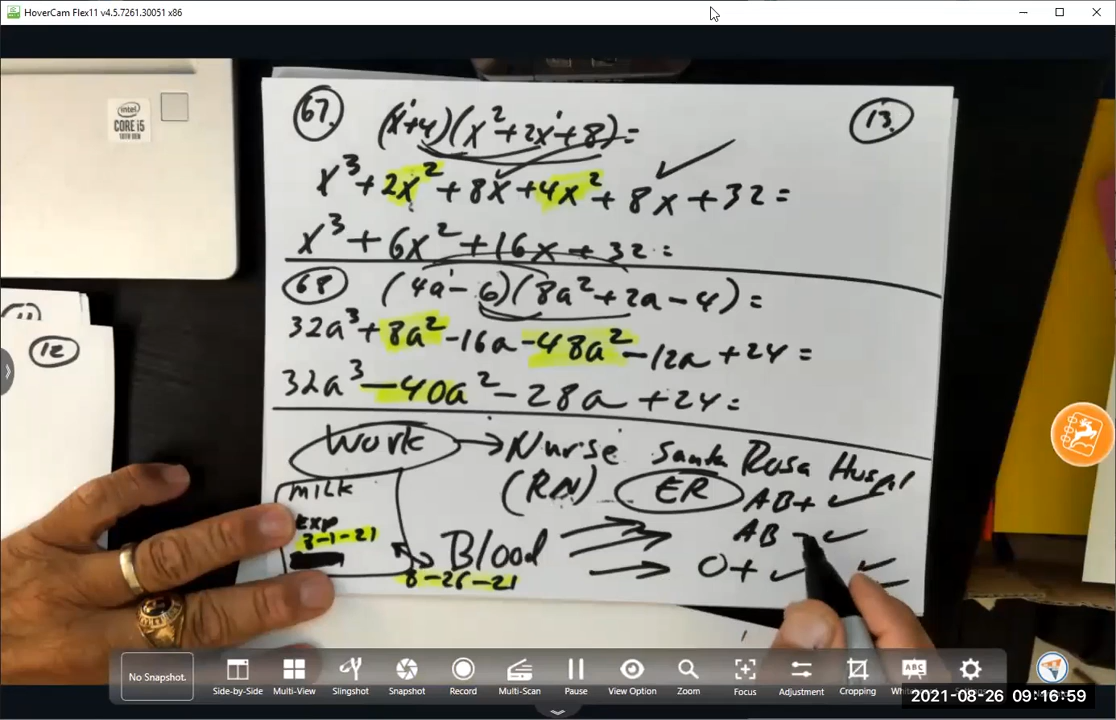 HoverCam Flex11 v4.5.7261.30051 x86
intel
CORE i5
10TH GEN
67.
(x+4)(x²+2x+8)=
13.
x³+2x²+8x+4x²+8x+32=
x³+6x²+16x+32=
68
(4a-6)(8a²+2a-4)=
32a³+8a²-16a-48a²-12a+24=
32a³-40a²-28a+24=
11
12
Work → Nurse Santa Rosa
(RN) ER AB+ ✓
MILK
EXP
AB - ✓
Blood
O+ ✓
8-26-21
No Snapshot.
Side-by-Side
Multi-View
Slingshot
Snapshot
Record
Multi-Scan
Pause
View Option
Zoom
Focus
Adjustment
Cropping
ABC
2021-08-26 09:16:59